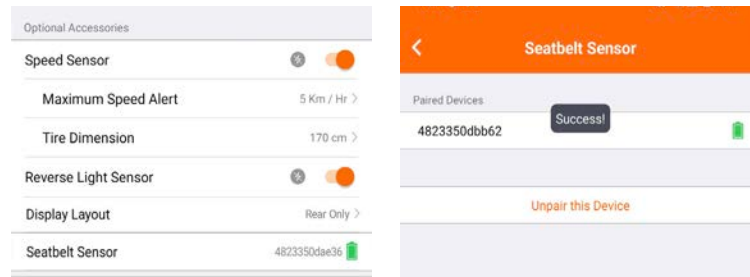 Optional Accessories
Speed Sensor
Maximum Speed Alert 5 Km / Hr >
Tire Dimension 170 cm >
Reverse Light Sensor
Display Layout Rear Only >
Seatbelt Sensor 4823350dae36
Seatbelt Sensor
Paired Devices
Success!
4823350dbb62
Unpair this Device